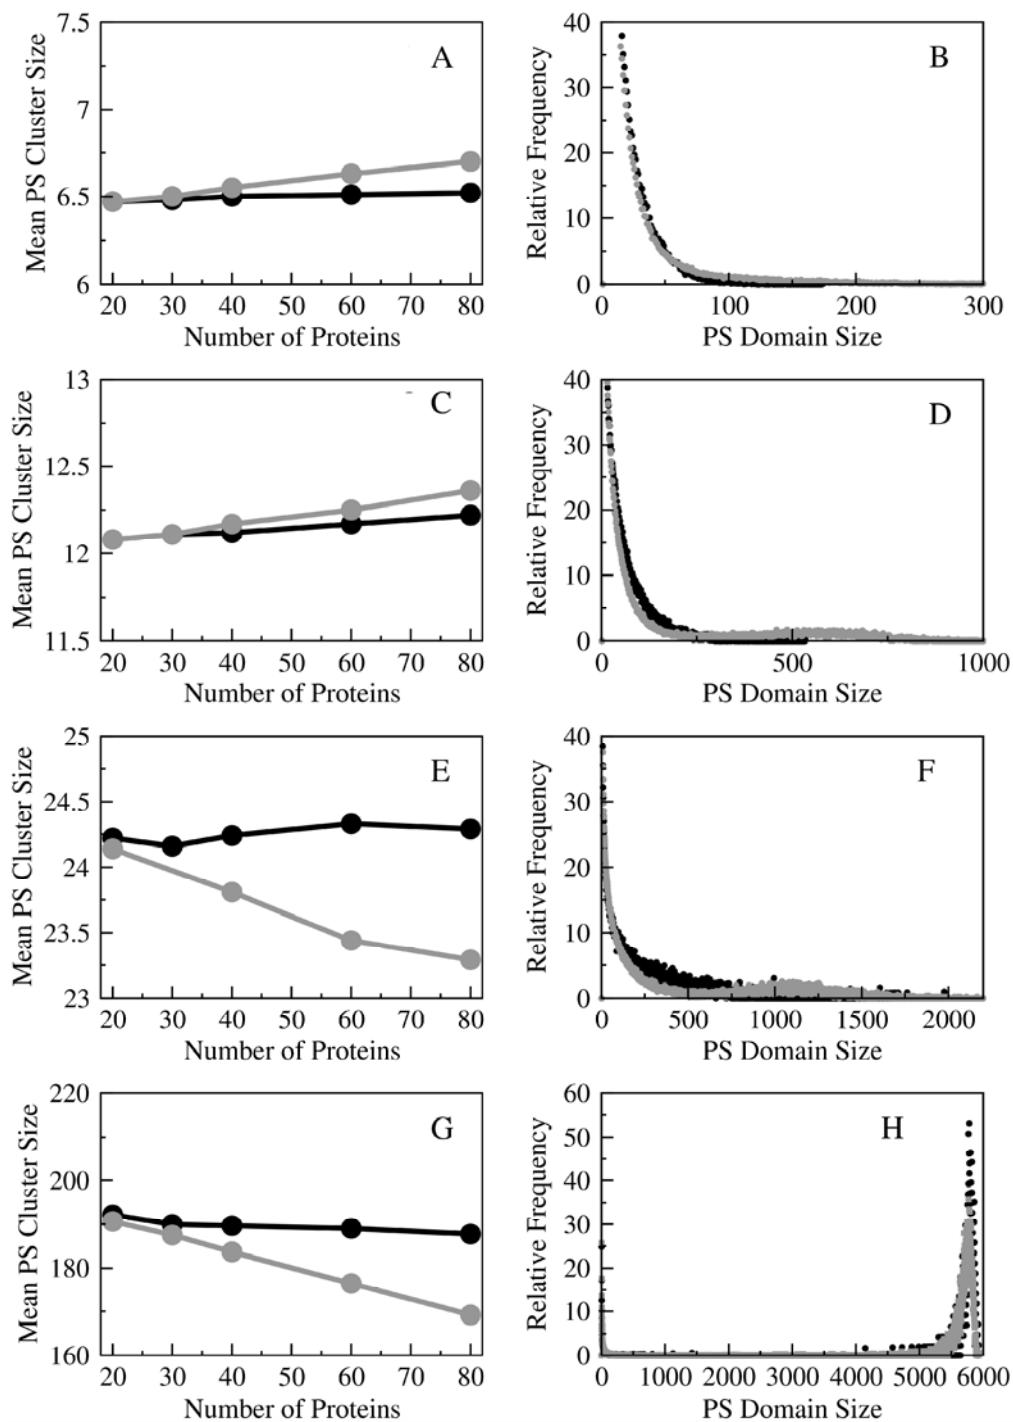 7.5
7
6.5
6
Mean PS Cluster Size
A
20 30 40 50 60 70 80
Number of Proteins
40
30
20
10
0
Relative Frequency
B
0 100 200 300
PS Domain Size
13
12.5
12
11.5
Mean PS Cluster Size
C
20 30 40 50 60 70 80
Number of Proteins
40
30
20
10
0
Relative Frequency
D
0 500 1000
PS Domain Size
25
24.5
24
23.5
23
Mean PS Cluster Size
E
20 30 40 50 60 70 80
Number of Proteins
40
30
20
10
0
Relative Frequency
F
0 500 1000 1500 2000
PS Domain Size
220
200
180
160
Mean PS Cluster Size
G
20 30 40 50 60 70 80
Number of Proteins
60
50
40
30
20
10
0
Relative Frequency
H
0 1000 2000 3000 4000 5000 6000
PS Domain Size